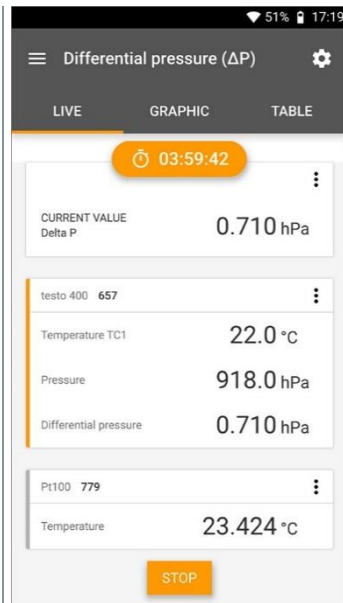 51% 17:19
Differential pressure (ΔP)
LIVE GRAPHIC TABLE
03:59:42
CURRENT VALUE
Delta P
0.710 hPa
testo 400 657
Temperature TC1 22.0 °C
Pressure 918.0 hPa
Differential pressure 0.710 hPa
Pt100 779
Temperature 23.424 °C
STOP